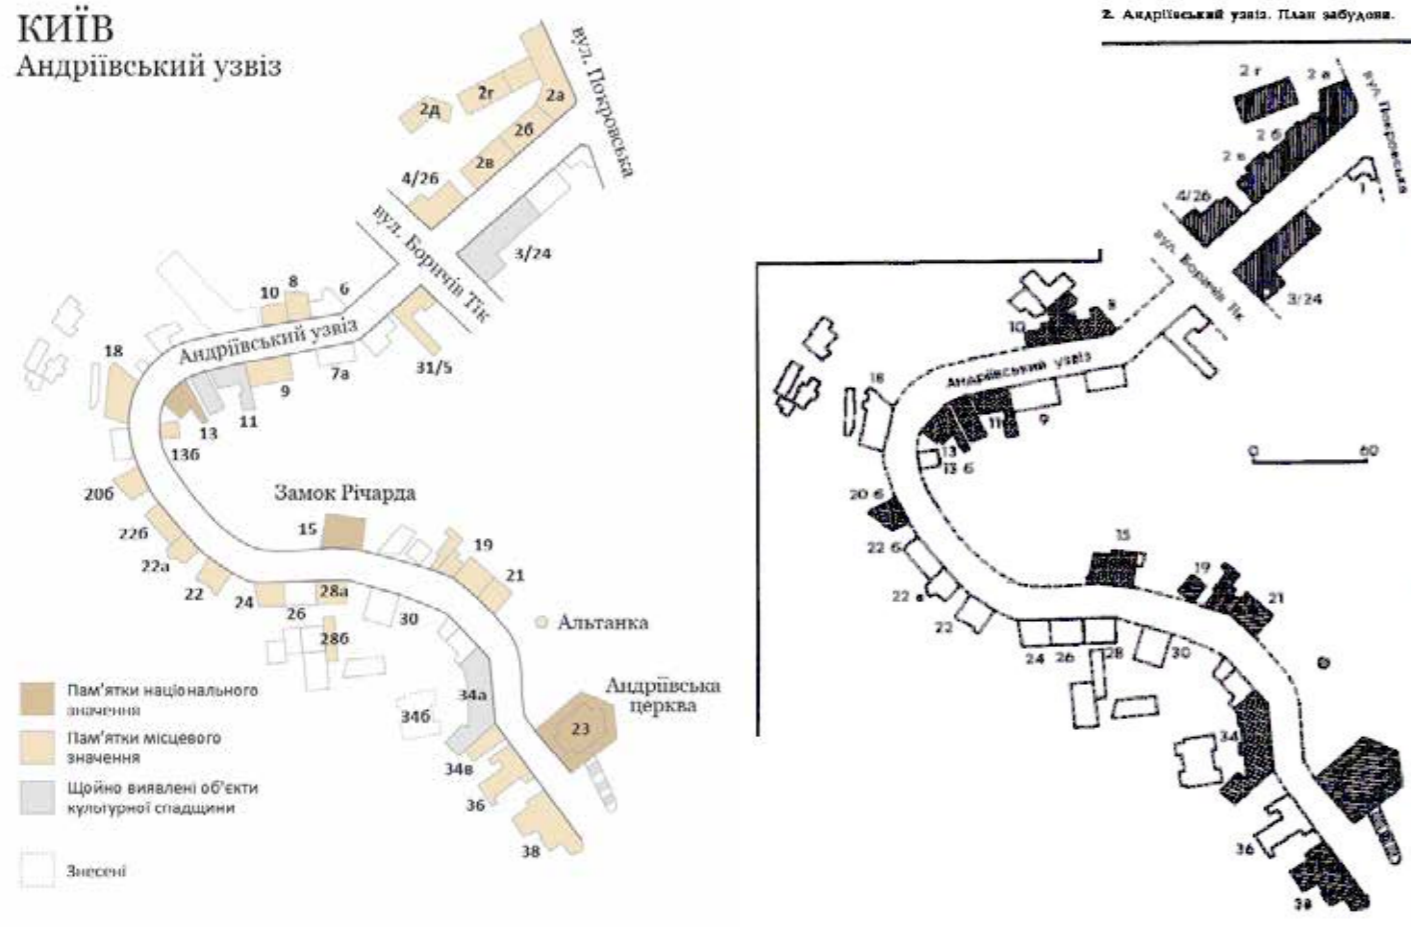 КИЇВ
Андріївський узвіз
вул. Покровська
2д
2г
2а
2б
2в
4/26
вул. Боричів Тік
3/24
10
8
6
Андріївський узвіз
18
7а
31/5
9
11
13
13б
20б
Замок Річарда
15
22б
19
22а
21
22
24
28а
26
30
Альтанка
28б
34а
Андріївська
церква
34б
23
34в
36
38
Пам'ятки національного
значення
Пам'ятки місцевого
значення
Щойно виявлені об'єкти
культурної спадщини
Знесені
2. Андріївський узвіз. План забудови.
2 г
2 а
вул. Покровська
2 б
2 в
4/26
1
вул. Боричів Тік
3/24
8
10
Андріївський узвіз
18
9
11
13
13 б
0
60
20 б
15
22 б
19
21
22 а
22
24
26
28
30
34
36
38